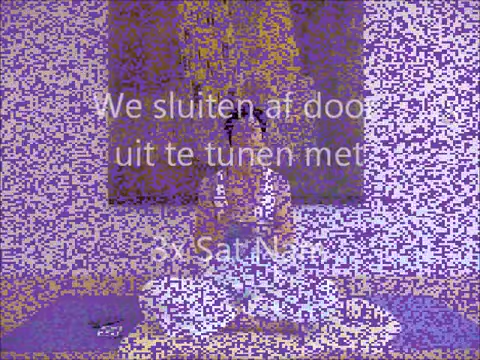 We sluiten af door
uit te tunen met
3x Sat Nam